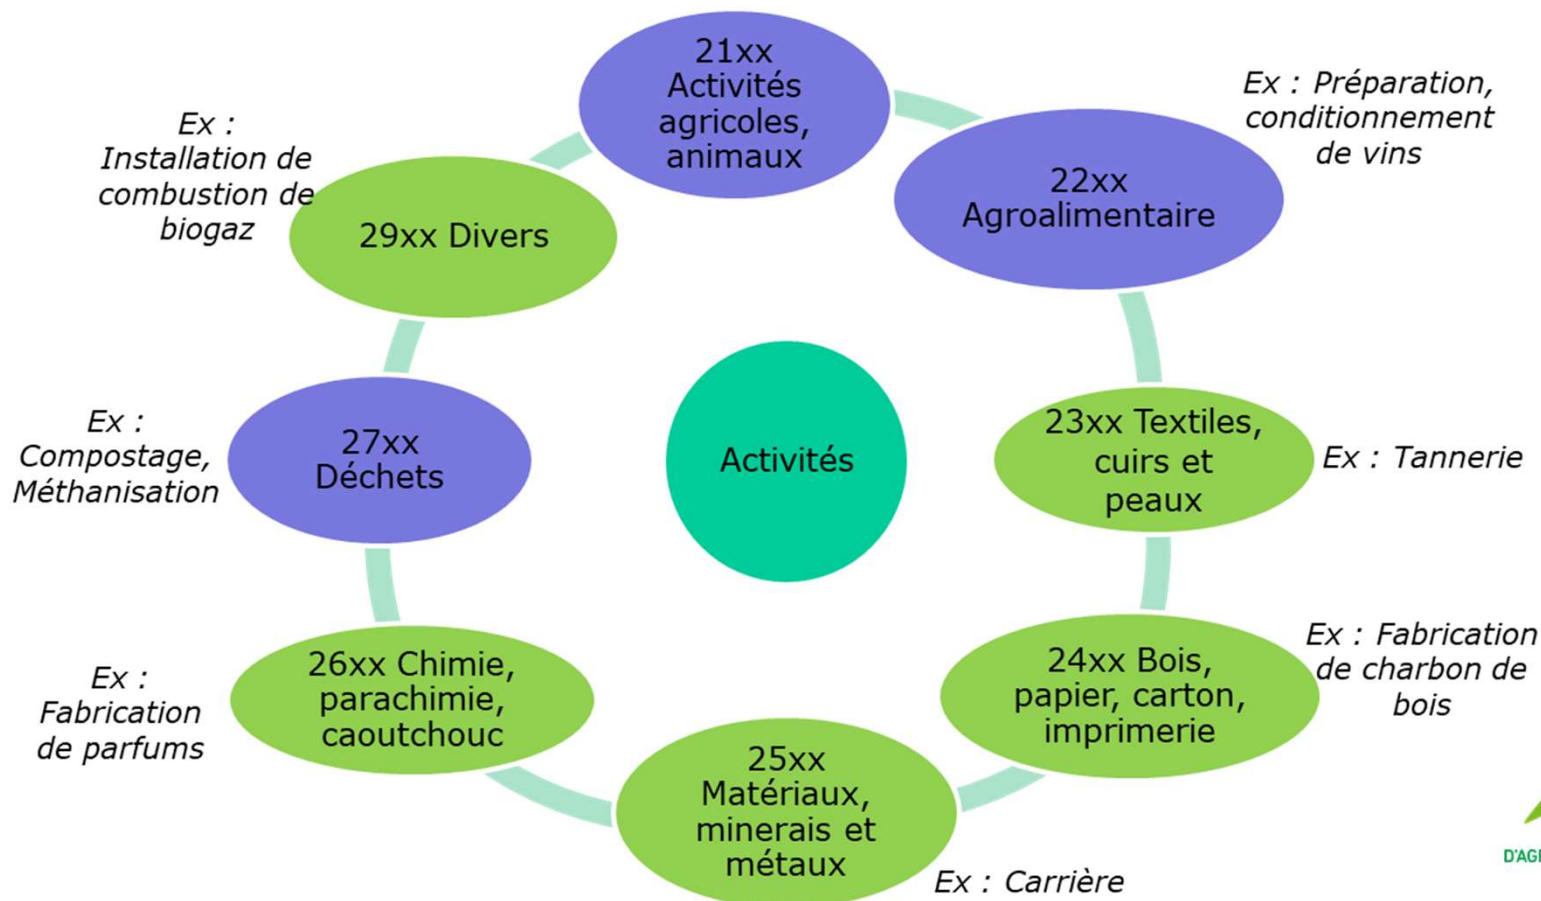 21xx
Activités
agricoles,
animaux
Ex : Préparation,
conditionnement
de vins
22xx
Agroalimentaire
23xx Textiles,
cuirs et
peaux
Ex : Tannerie
24xx Bois,
papier, carton,
imprimerie
Ex : Fabrication
de charbon de
bois
25xx
Matériaux,
minerais et
métaux
Ex : Carrière
26xx Chimie,
parachimie,
caoutchouc
Ex :
Fabrication
de parfums
27xx
Déchets
Ex :
Compostage,
Méthanisation
29xx Divers
Ex :
Installation de
combustion de
biogaz
Activités